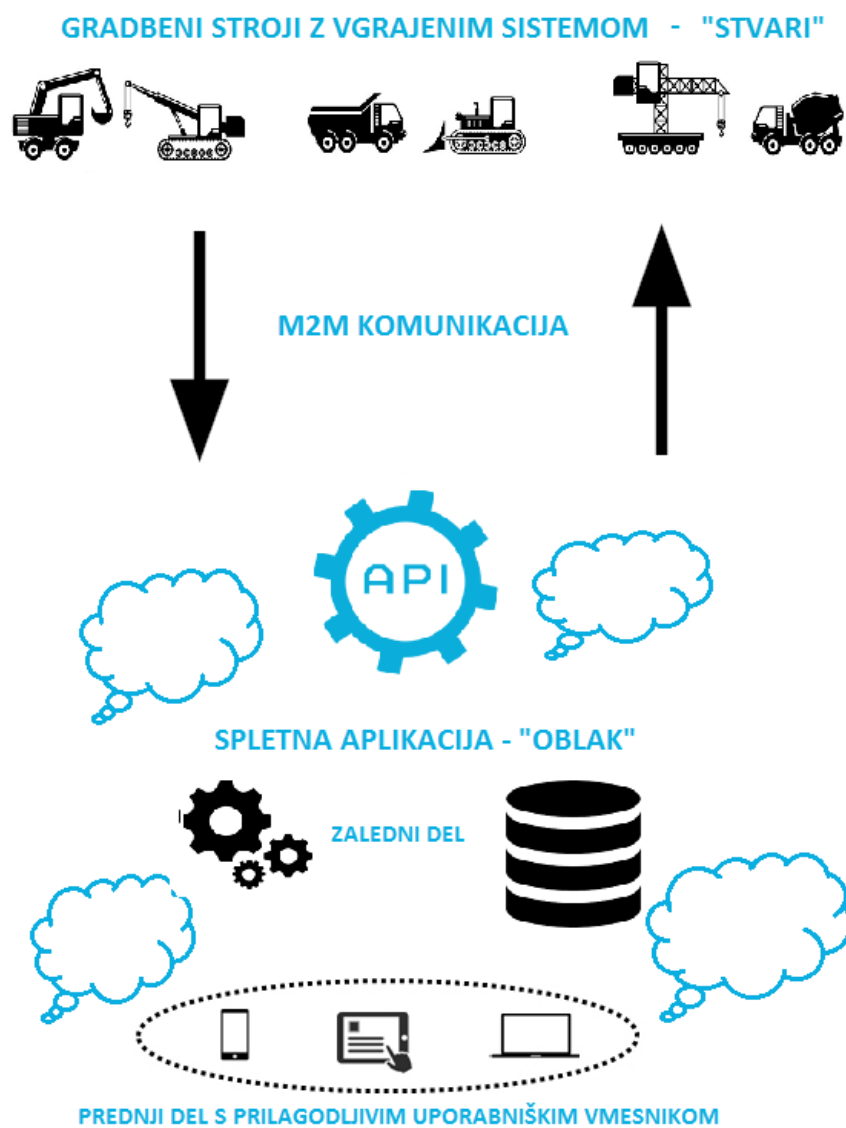 GRADBENI STROJI Z VGRAJENIM SISTEMOM - "STVARI"
M2M KOMUNIKACIJA
API
SPLETNA APLIKACIJA - "OBLAK"
ZALEDNI DEL
PREDNJI DEL S PRILAGODLJIVIM UPORABNIŠKIM VMESNIKOM